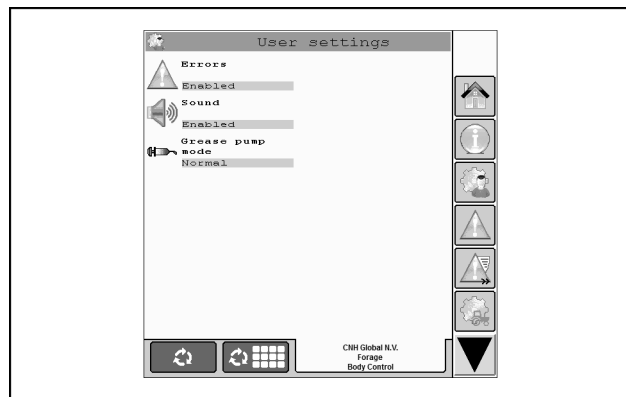 User settings
Errors
Enabled
Sound
Enabled
Grease pump
mode
Normal
CNH Global N.V.
Forage
Body Control